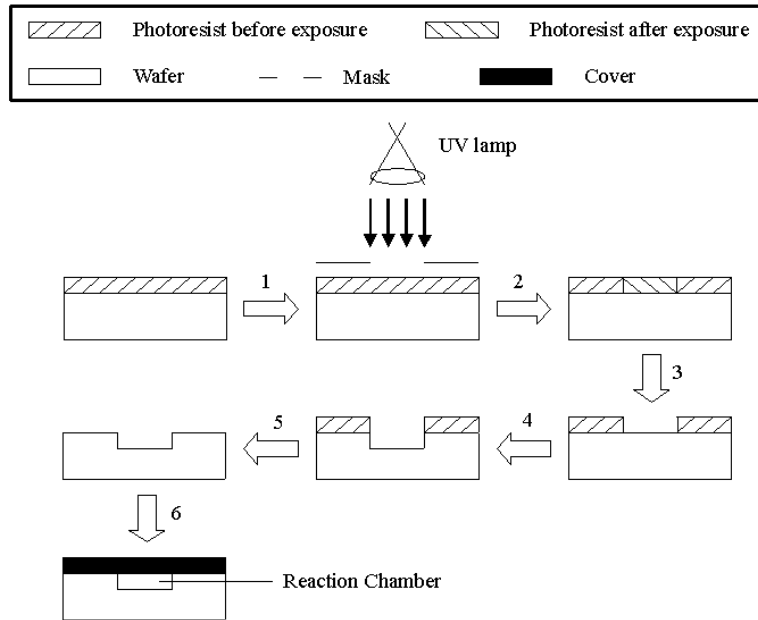 Photoresist before exposure
Photoresist after exposure
Wafer
Mask
Cover
UV lamp
1
2
3
4
5
6
Reaction Chamber